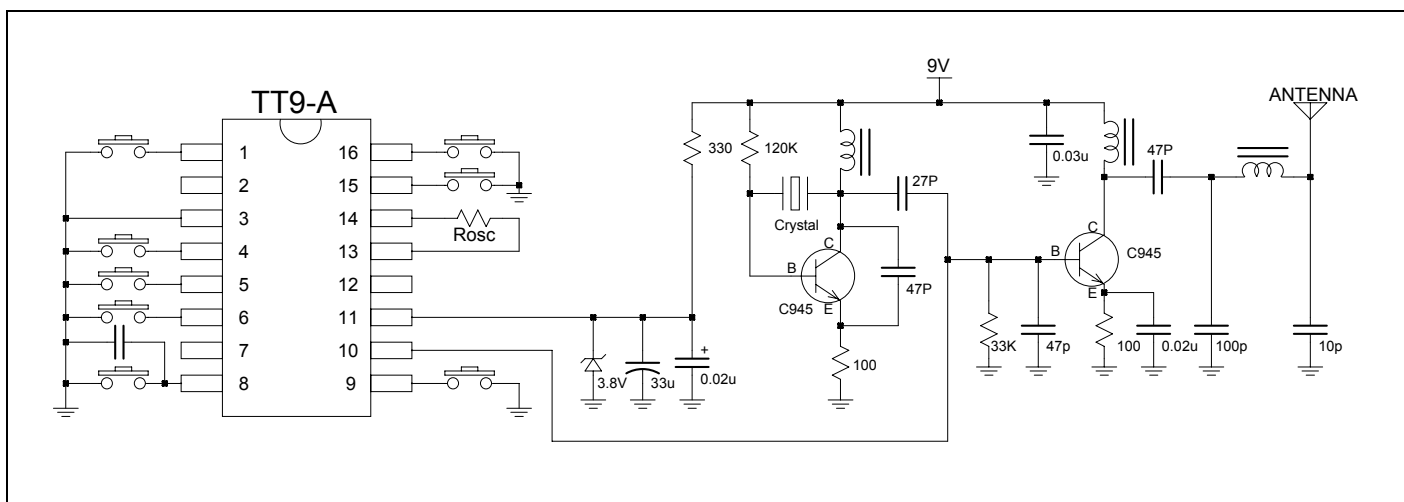 TT9-A
1
2
3
4
5
6
7
8
16
15
14
13
12
11
10
9
Rosc
3.8V
33u
+
0.02u
330
120K
Crystal
27P
C
B
E
C945
47P
100
9V
0.03u
33K
47p
C
B
E
C945
100
0.02u
47P
100p
ANTENNA
10p